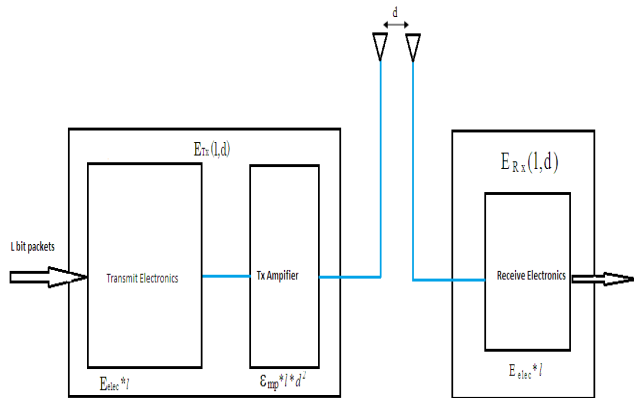 d
E_Tx(l,d)
E_Rx(l,d)
L bit packets
Transmit Electronics
Tx Ampifier
Receive Electronics
E_elec*l
ε_mp*l*d^2
E_elec*l